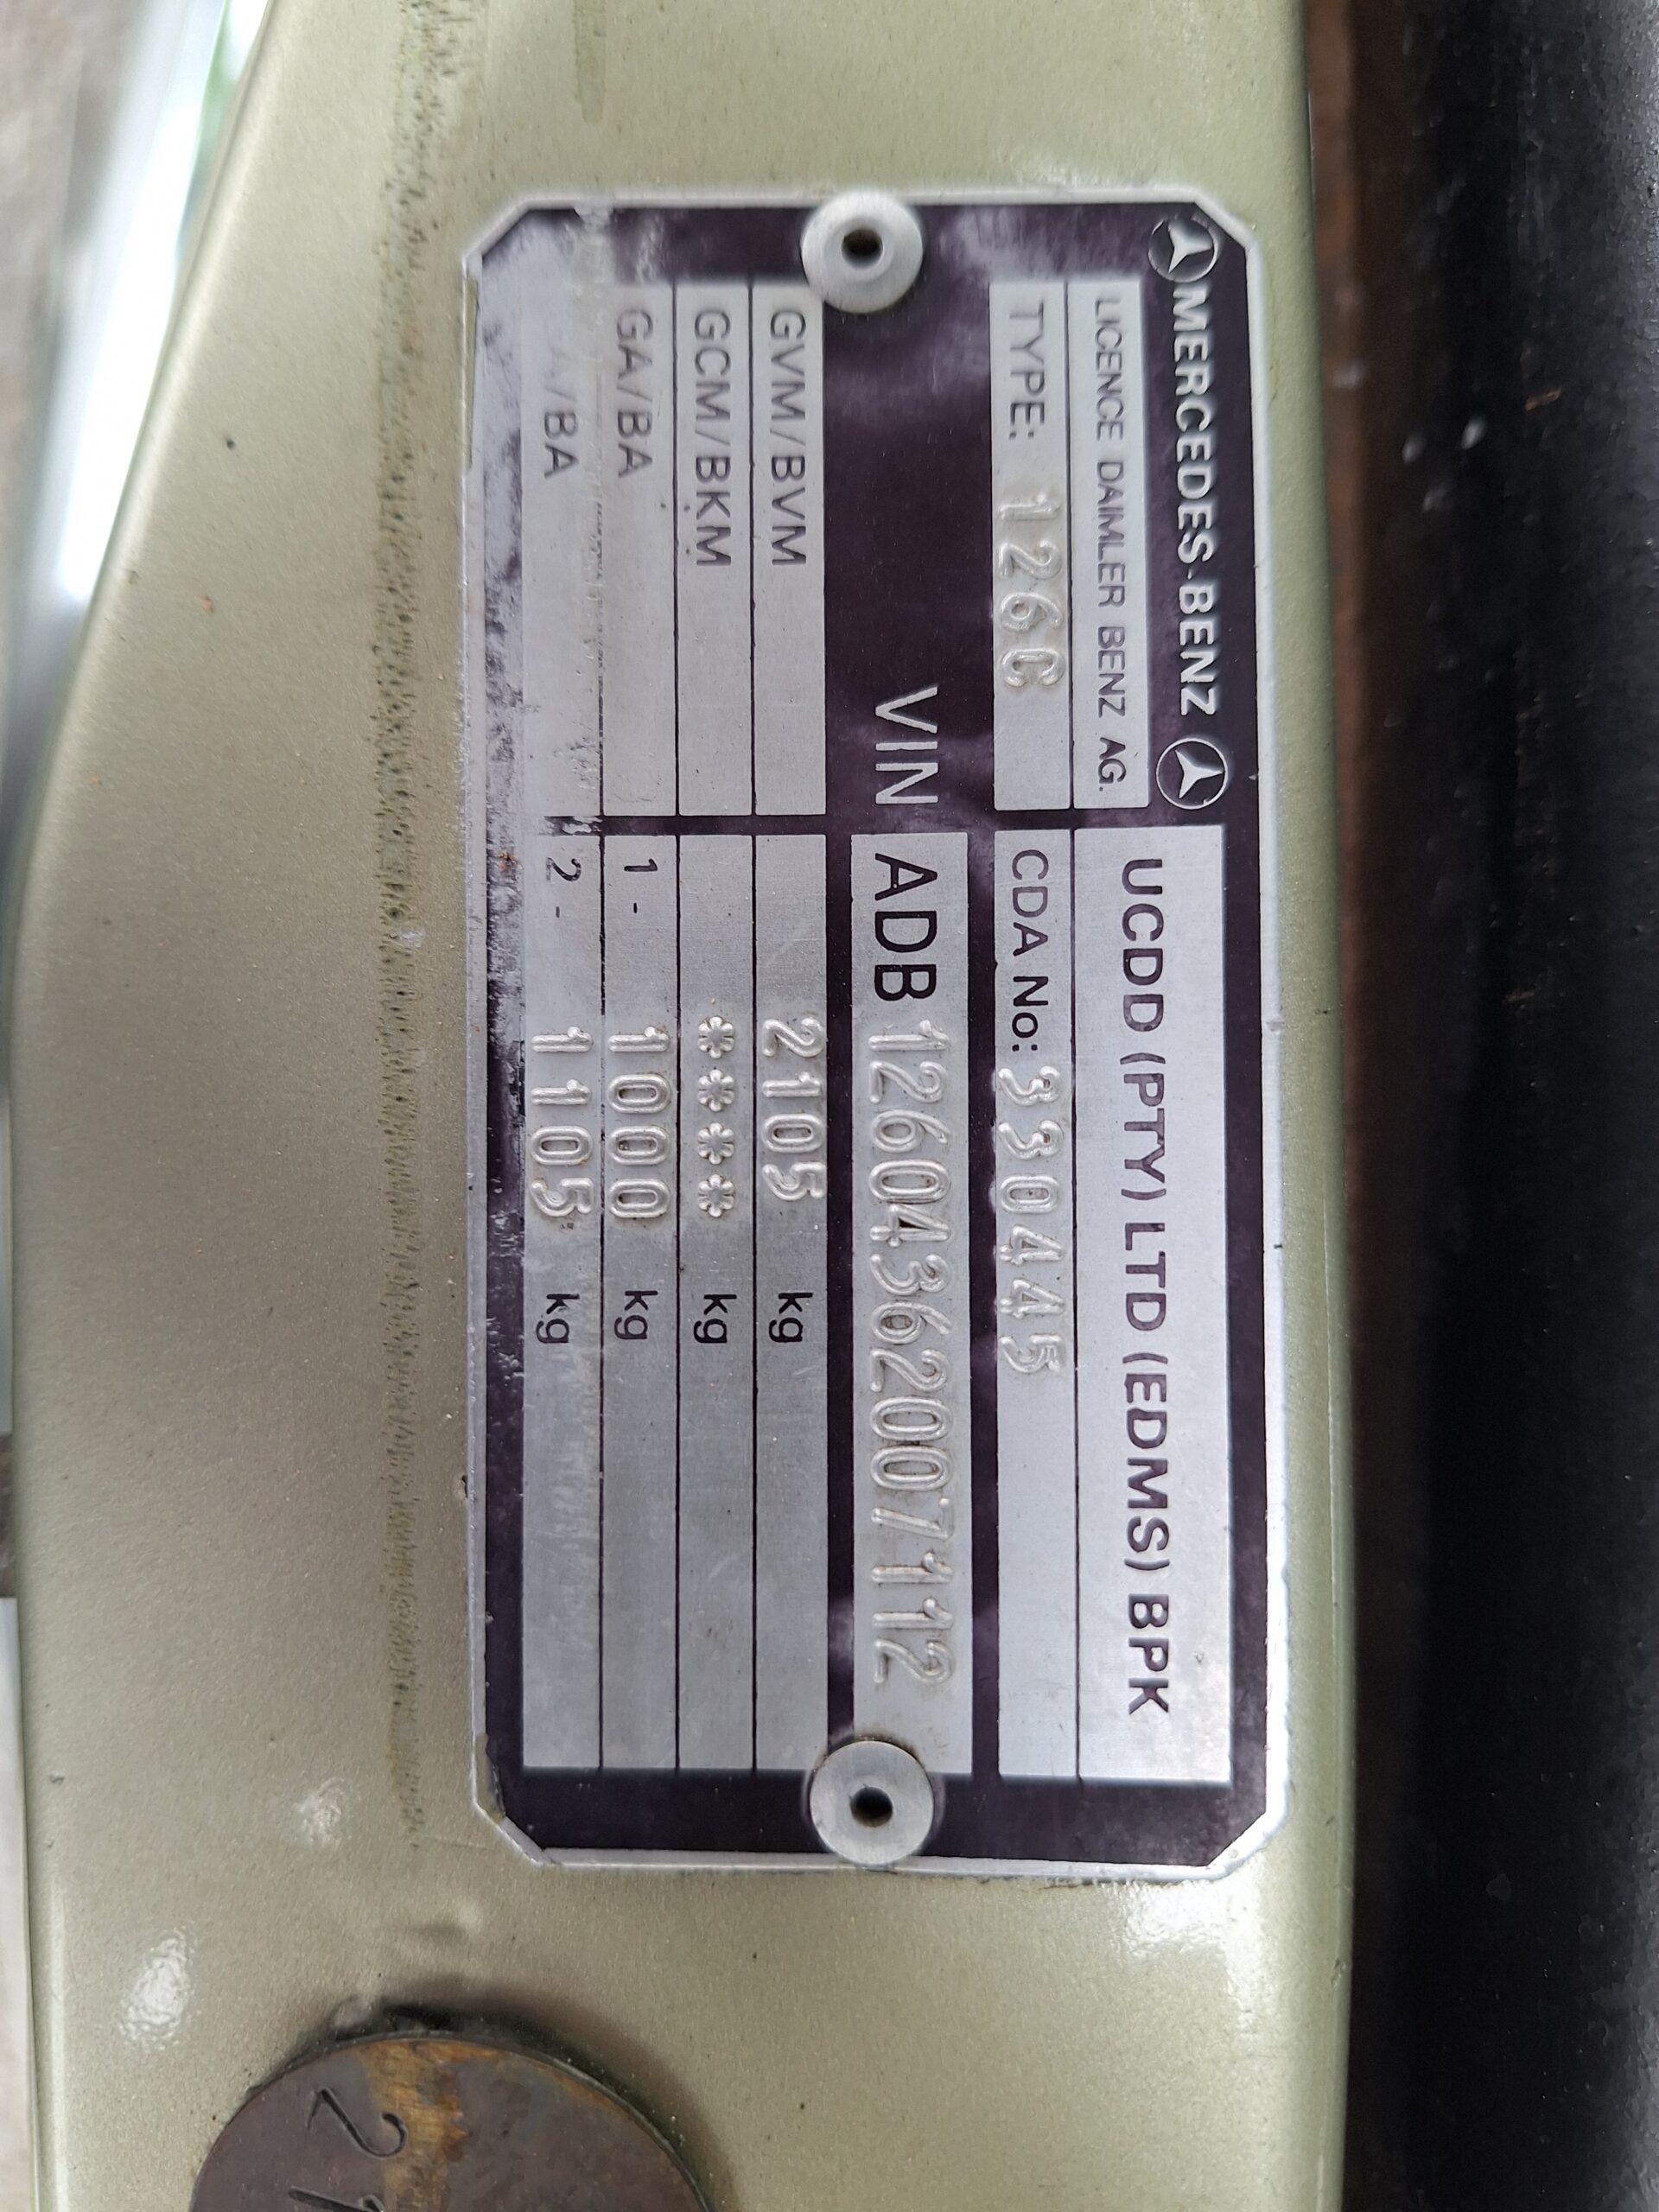 MERCEDES-BENZ
LICENCE DAIMLER BENZ AG.
UCDD (PTY) LTD (EDMS) BPK
TYPE: 126C
CDA No: 330445
VIN ADB 12604362007112
GVM/BVM 2105 kg
GCM/BKM **** kg
GA/BA 1- 1000 kg
A/BA 2- 1105 kg